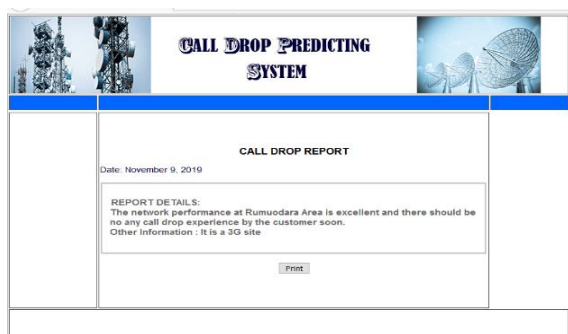 CALL DROP PREDICTING
SYSTEM
CALL DROP REPORT
Date: November 9, 2019
REPORT DETAILS:
The network performance at Rumuodara Area is excellent and there should be
no any call drop experience by the customer soon.
Other Information : It is a 3G site
Print